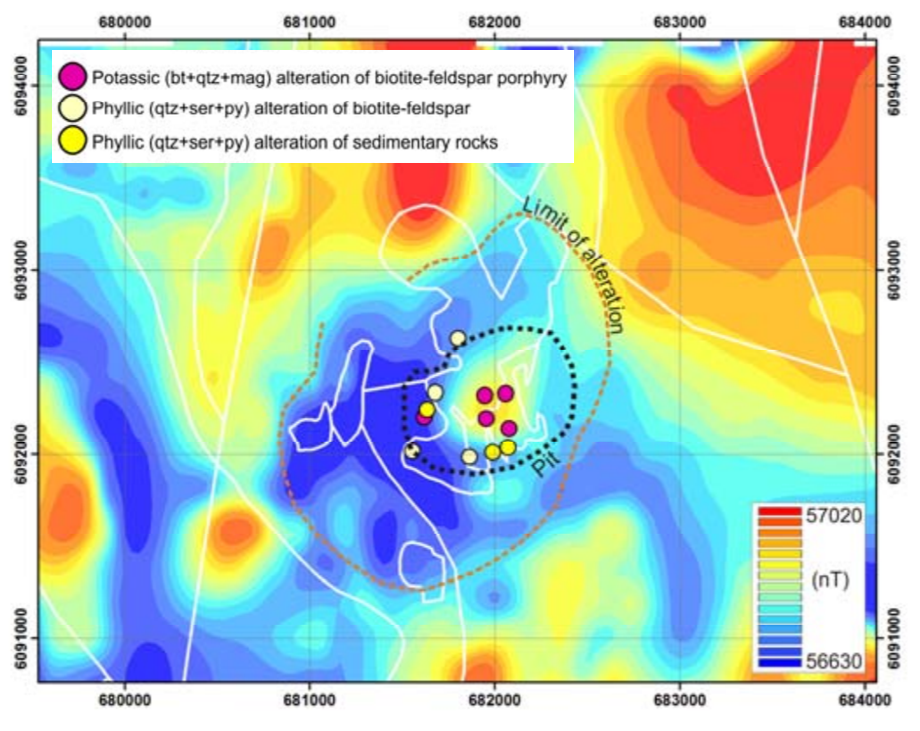 680000 681000 682000 683000 684000
6094000 6094000
Potassic (bt+qtz+mag) alteration of biotite-feldspar porphyry
Phyllic (qtz+ser+py) alteration of biotite-feldspar
Phyllic (qtz+ser+py) alteration of sedimentary rocks
Limit of alteration
6093000 6093000
6092000 6092000
Pit
57020
(nT)
56630
6091000 6091000
680000 681000 682000 683000 684000